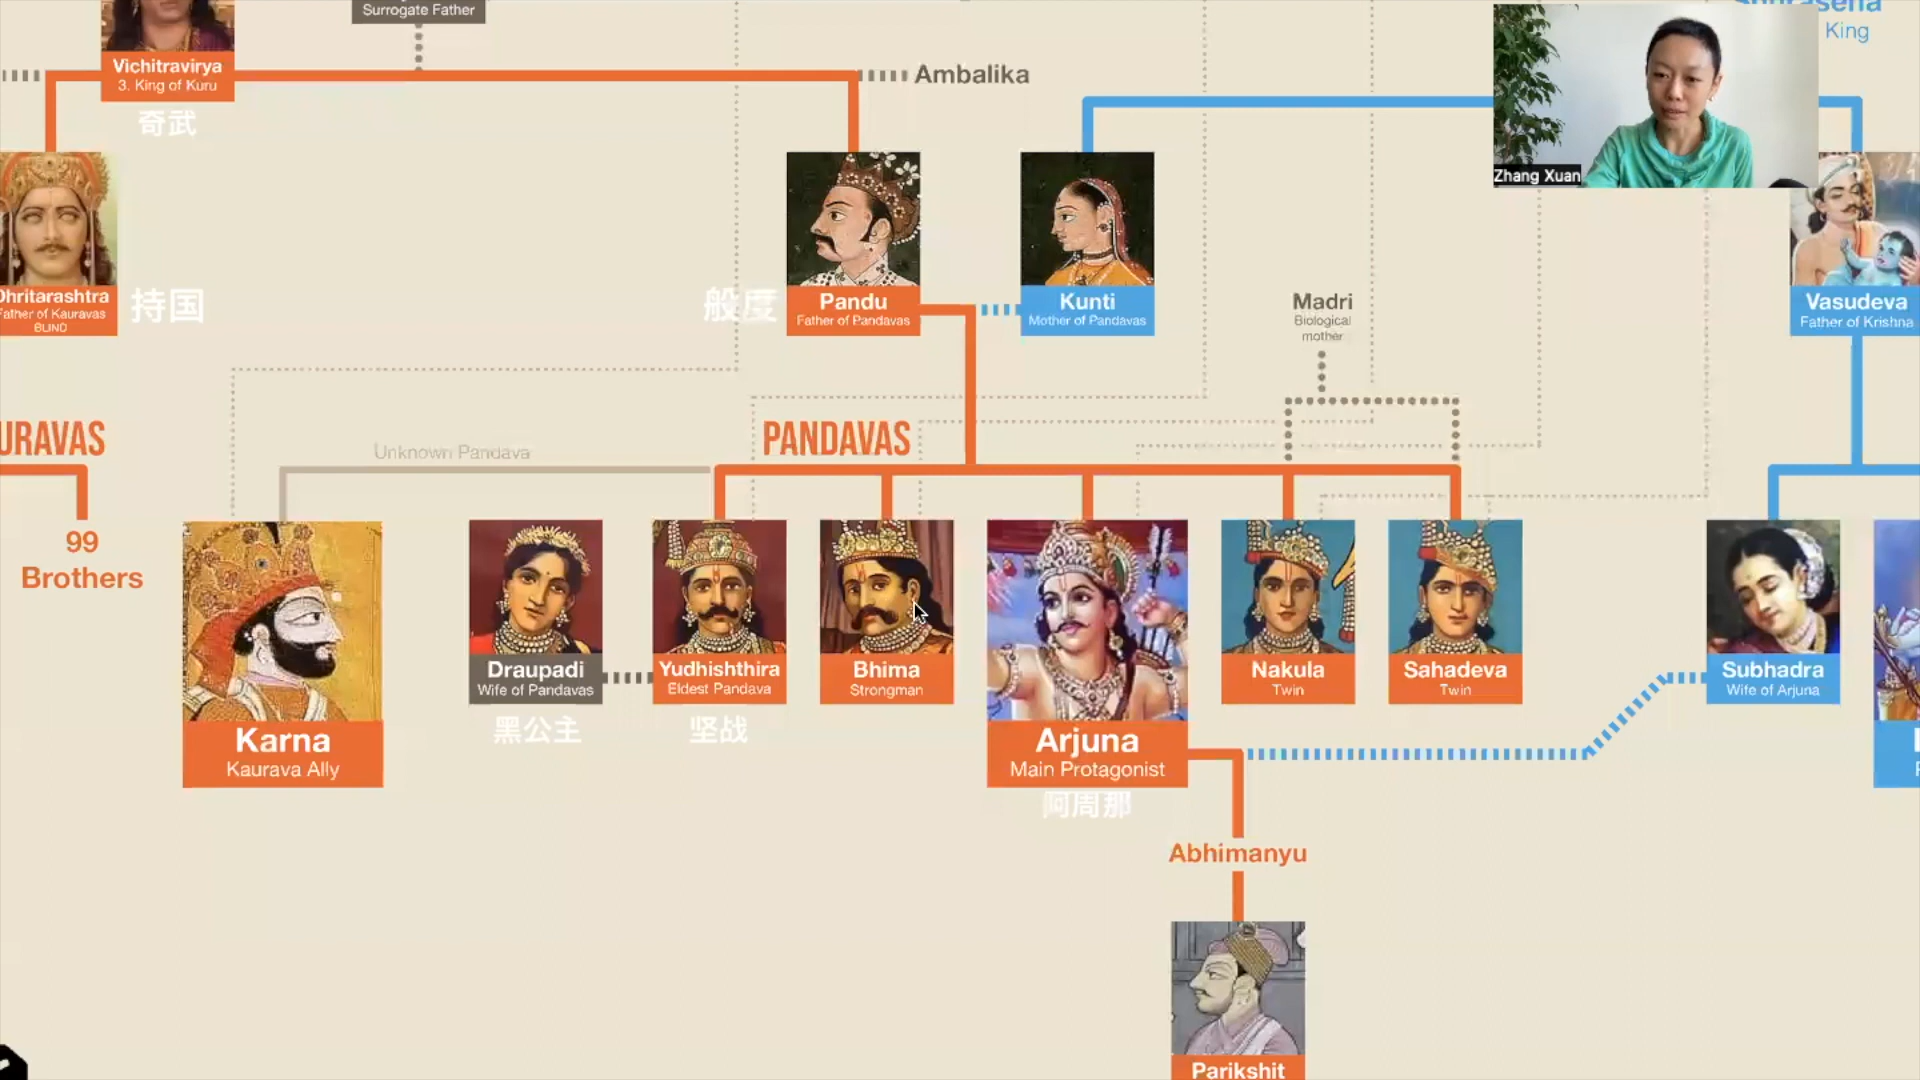 Surrogate Father
King
Vichitravirya
3. King of Kuru
奇武
Ambalika
Zhang Xuan
Dhritarashtra
Father of Kauravas
BLIND
持国
般度
Pandu
Father of Pandavas
Kunti
Mother of Pandavas
Madri
Biological
mother
Vasudeva
Father of Krishna
URAVAS
PANDAVAS
Unknown Pandava
99
Brothers
Karna
Kaurava Ally
Draupadi
Wife of Pandavas
黑公主
Yudhishthira
Eldest Pandava
坚战
Bhima
Strongman
Arjuna
Main Protagonist
阿周那
Nakula
Twin
Sahadeva
Twin
Subhadra
Wife of Arjuna
Abhimanyu
Parikshit